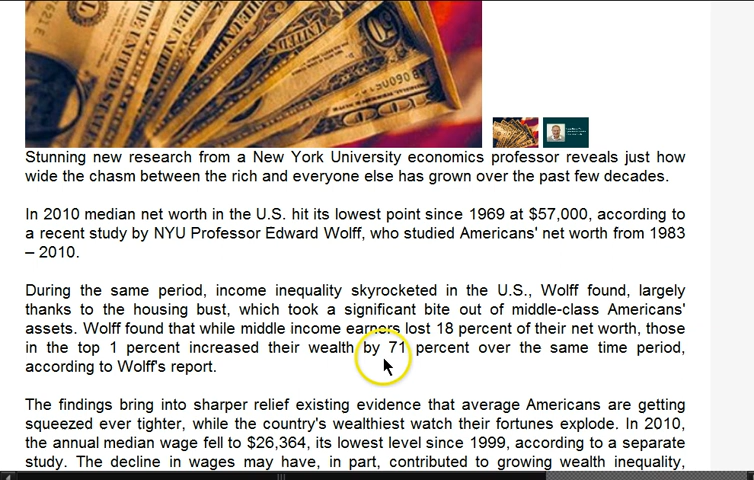 Stunning new research from a New York University economics professor reveals just how
wide the chasm between the rich and everyone else has grown over the past few decades.
In 2010 median net worth in the U.S. hit its lowest point since 1969 at $57,000, according to
a recent study by NYU Professor Edward Wolff, who studied Americans' net worth from 1983
– 2010.
During the same period, income inequality skyrocketed in the U.S., Wolff found, largely
thanks to the housing bust, which took a significant bite out of middle-class Americans'
assets. Wolff found that while middle income earners lost 18 percent of their net worth, those
in the top 1 percent increased their wealth by 71 percent over the same time period,
according to Wolff's report.
The findings bring into sharper relief existing evidence that average Americans are getting
squeezed ever tighter, while the country's wealthiest watch their fortunes explode. In 2010,
the annual median wage fell to $26,364, its lowest level since 1999, according to a separate
study. The decline in wages may have, in part, contributed to growing wealth inequality,